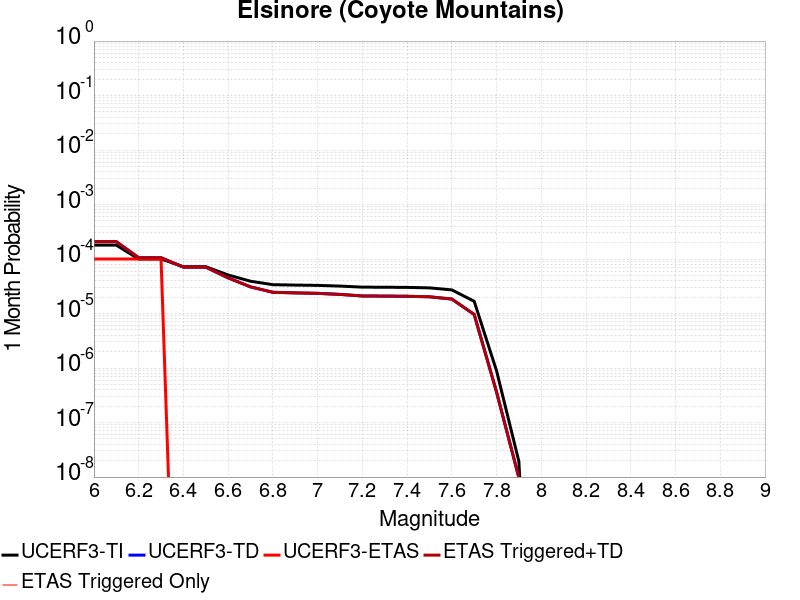 Elsinore (Coyote Mountains)
10^0
10^-1
10^-2
10^-3
10^-4
10^-5
10^-6
10^-7
10^-8
1 Month Probability
6 6.2 6.4 6.6 6.8 7 7.2 7.4 7.6 7.8 8 8.2 8.4 8.6 8.8 9
Magnitude
UCERF3-TI UCERF3-TD UCERF3-ETAS ETAS Triggered+TD
ETAS Triggered Only